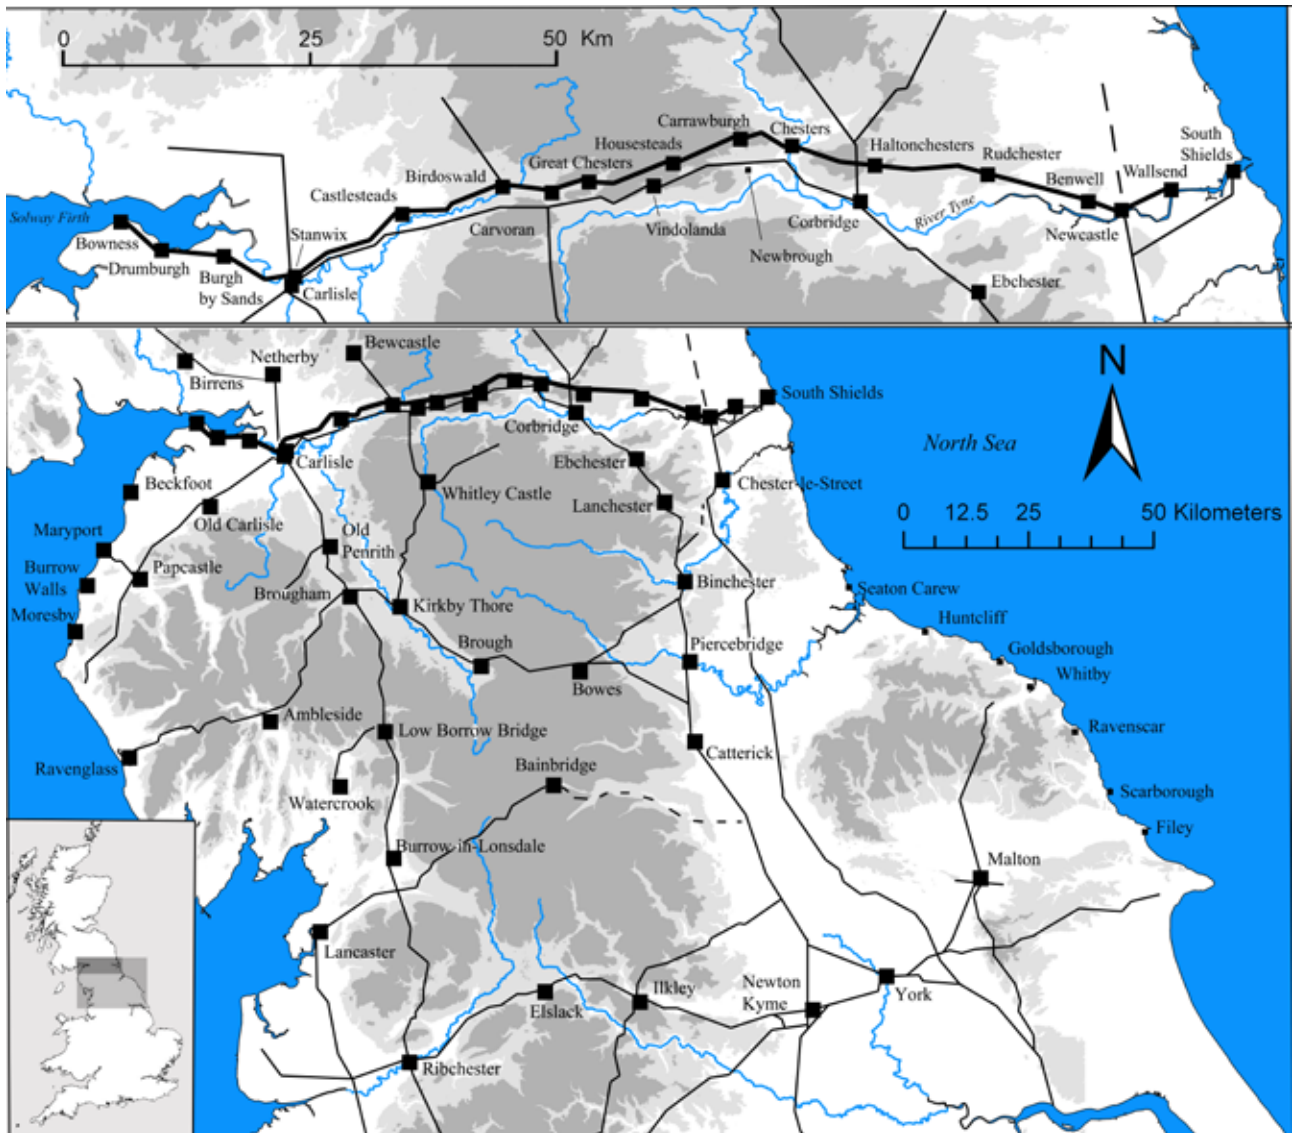 0 25 50 Km
Carrawburgh
Chesters
Housesteads
Haltonchesters
South
Shields
Great Chesters
Rudchester
Birdoswald
Benwell
Wallsend
Castlesteads
Solway Firth
Stanwix
Bowness
Carvoran
Vindolanda
Corbridge
River Tyne
Newcastle
Drumburgh
Newbrough
Burgh
by Sands
Carlisle
Ebchester
Bewcastle
Netherby
Birrens
N
South Shields
Corbridge
North Sea
Carlisle
Ebchester
Beckfoot
Whitley Castle
Chester-le-Street
Lanchester
0 12.5 25 50 Kilometers
Old Carlisle
Maryport
Old
Penrith
Burrow
Walls
Papcastle
Binchester
Seaton Carew
Brougham
Kirkby Thore
Moresby
Huntcliff
Brough
Piercebridge
Goldsborough
Whitby
Bowes
Ambleside
Low Borrow Bridge
Ravenscar
Catterick
Ravenglass
Bainbridge
Watercrook
Scarborough
Filey
Burrow-in-Lonsdale
Malton
Lancaster
Newton
Kyme
Ilkley
York
Elslack
Ribchester